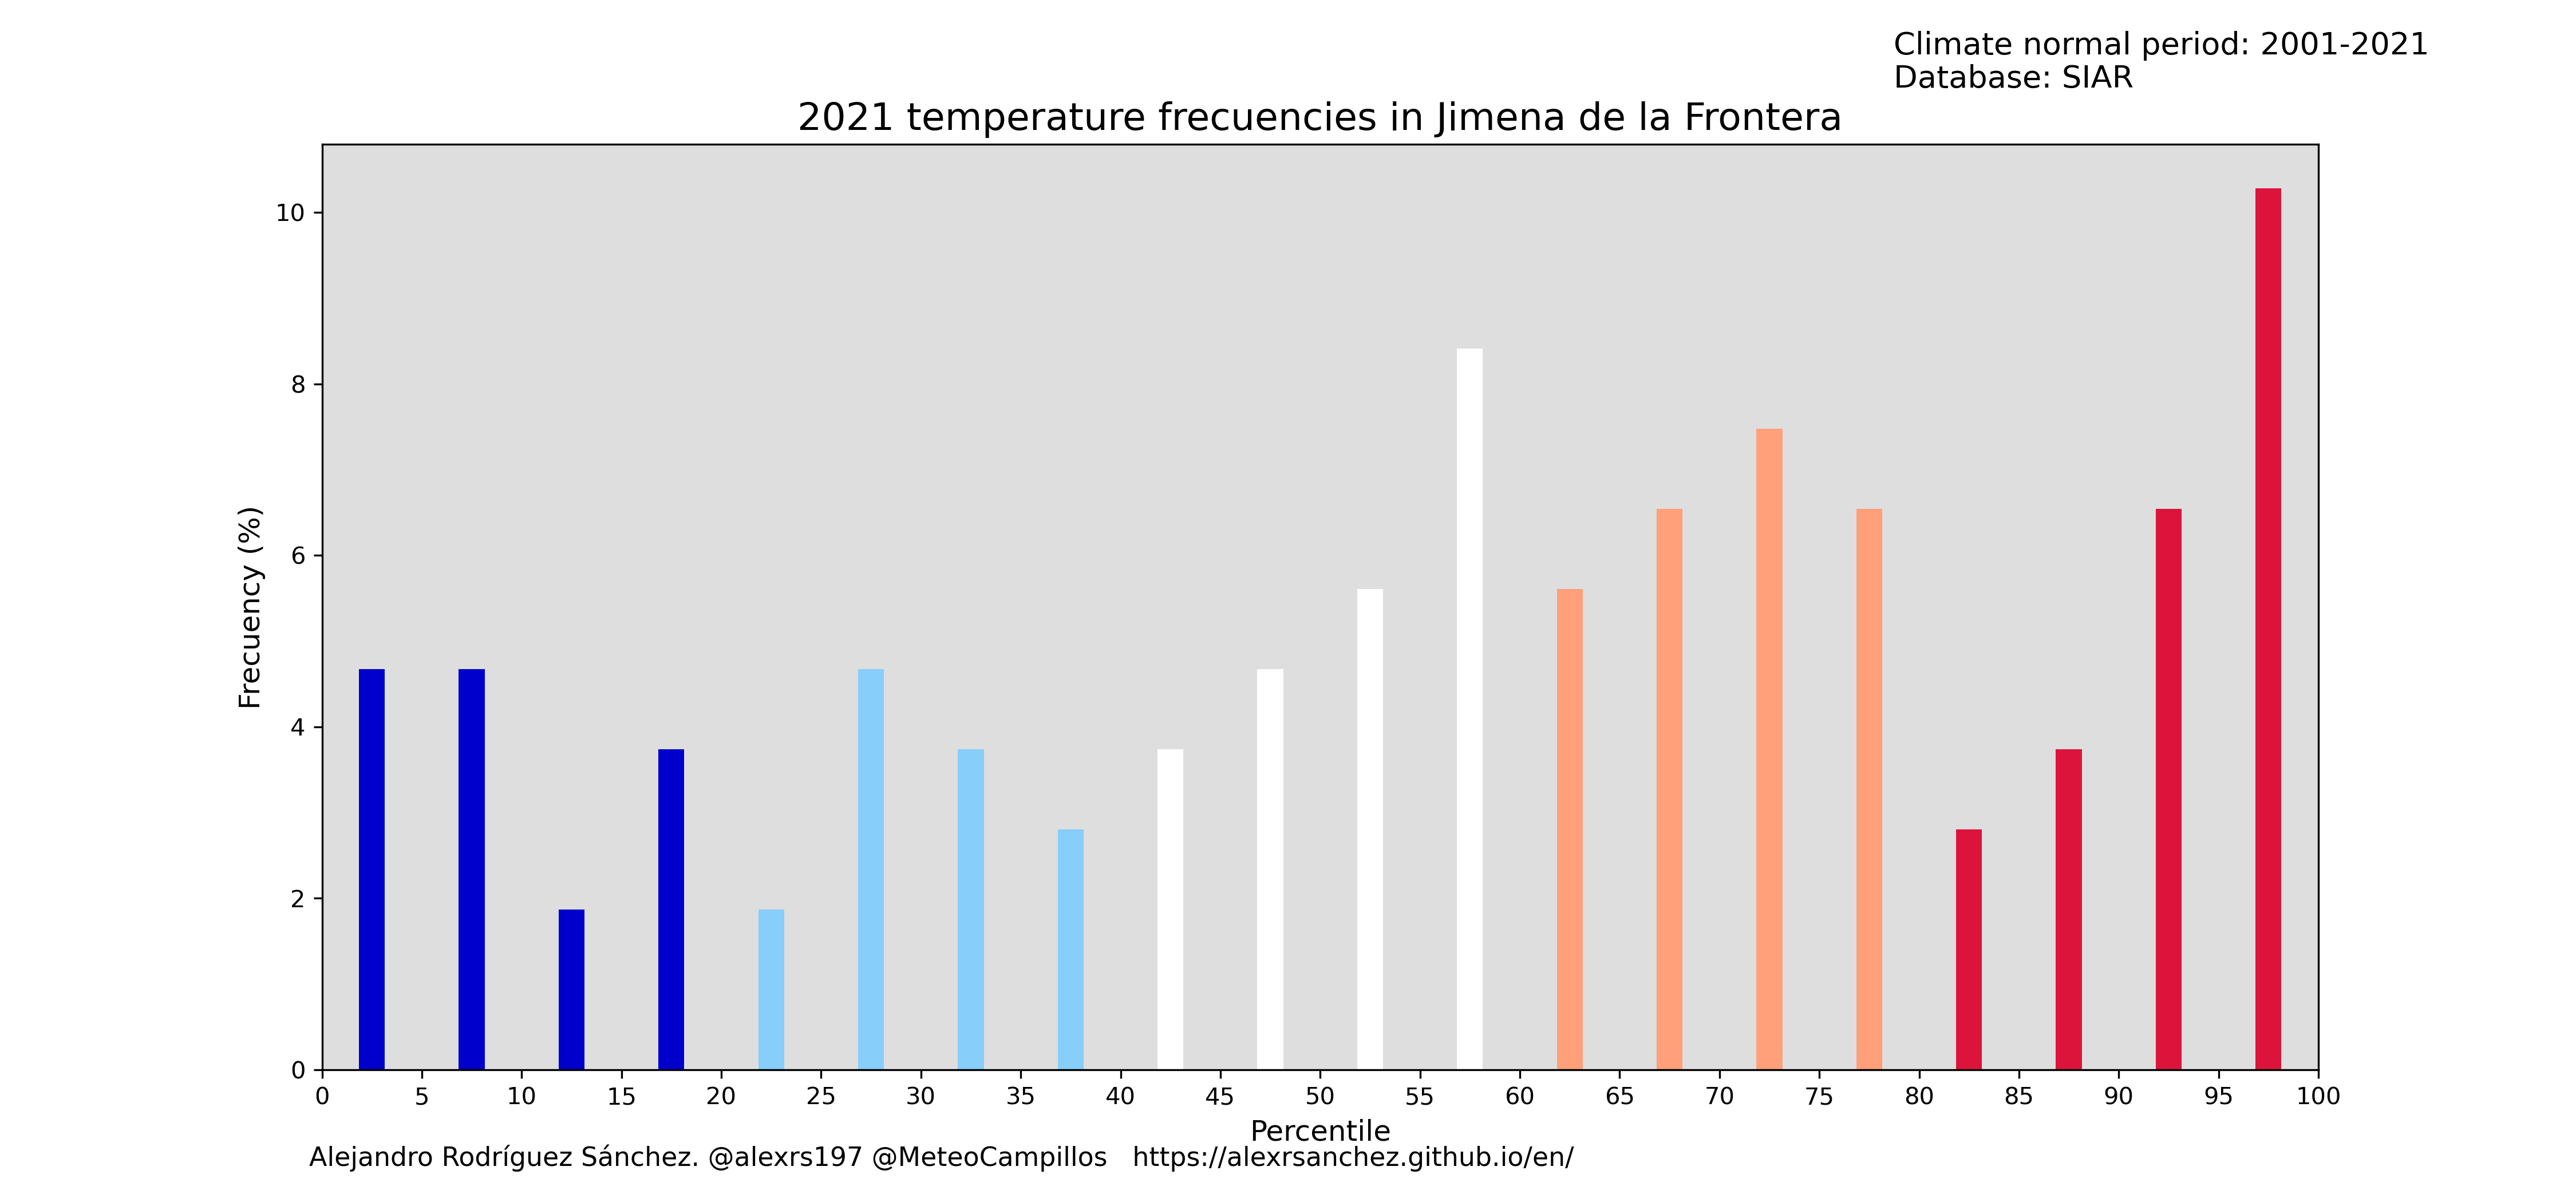 Climate normal period: 2001-2021
Database: SIAR
2021 temperature frecuencies in Jimena de la Frontera
Frecuency (%)
10
8
6
4
2
0
0 5 10 15 20 25 30 35 40 45 50 55 60 65 70 75 80 85 90 95 100
Percentile
Alejandro Rodríguez Sánchez. @alexrs197 @MeteoCampillos https://alexrsanchez.github.io/en/